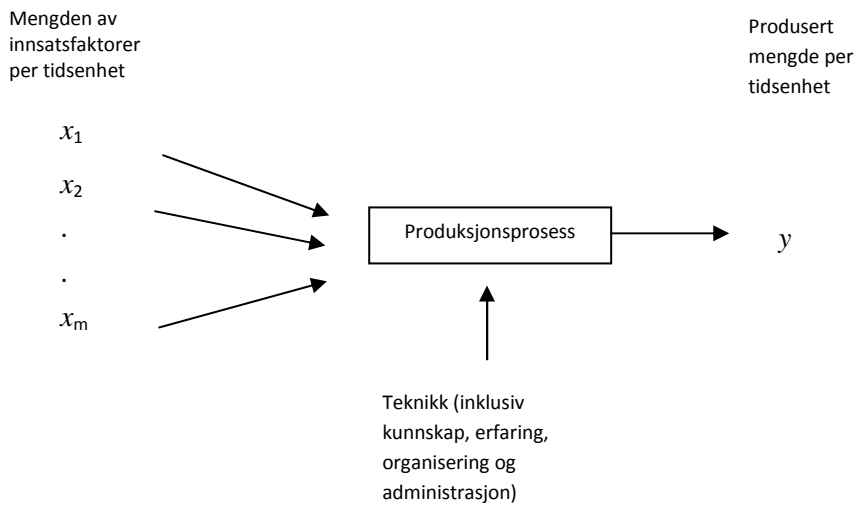 Mengden av
innsatsfaktorer
per tidsenhet
Produsert
mengde per
tidsenhet
x1
x2
.
.
xm
Produksjonsprosess
y
Teknikk (inklusiv
kunnskap, erfaring,
organisering og
administrasjon)